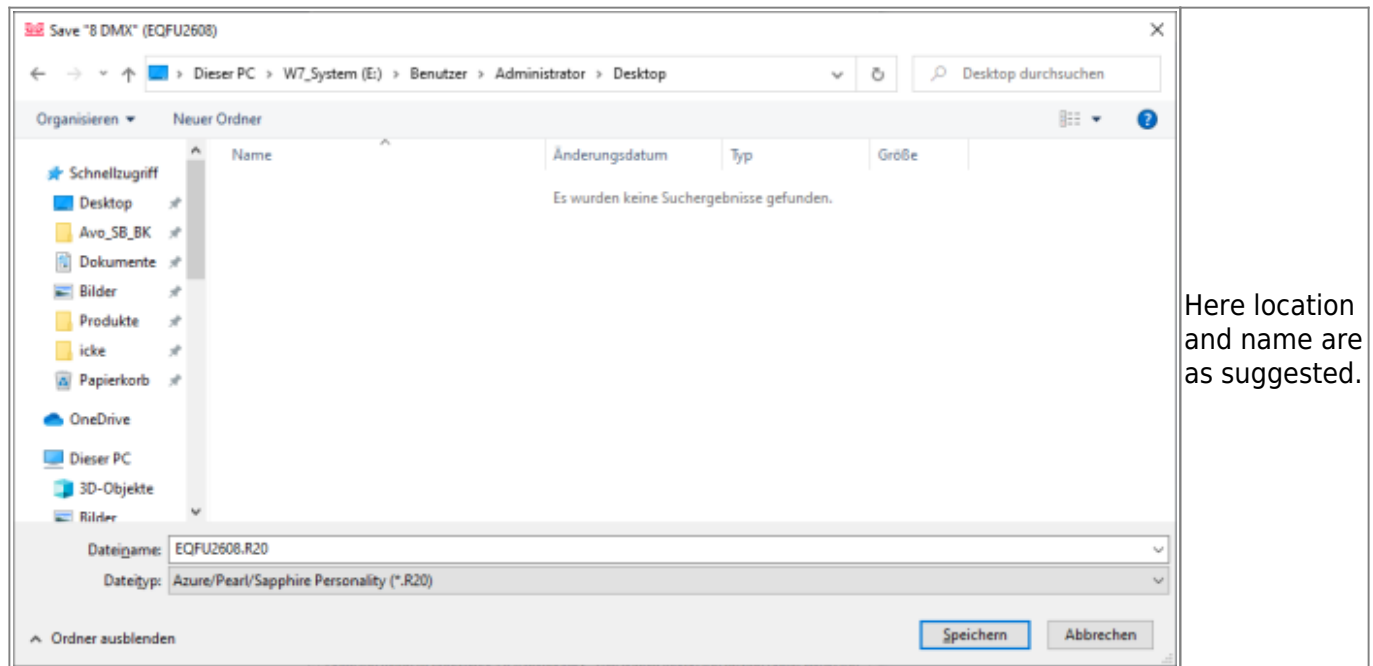 Save "8 DMX" (EQFU2608)
Dieser PC > W7_System (E:) > Benutzer > Administrator > Desktop
Desktop durchsuchen
Organisieren
Neuer Ordner
Name
Änderungsdatum
Typ
Größe
Es wurden keine Suchergebnisse gefunden.
Schnellzugriff
Desktop
Avo_SB_BK
Dokumente
Bilder
Produkte
icke
Papierkorb
OneDrive
Dieser PC
3D-Objekte
Bilder
Dateiname: EQFU2608.R20
Dateityp: Azure/Pearl/Sapphire Personality (*.R20)
Ordner ausblenden
Speichern
Abbrechen
Here location
and name are
as suggested.